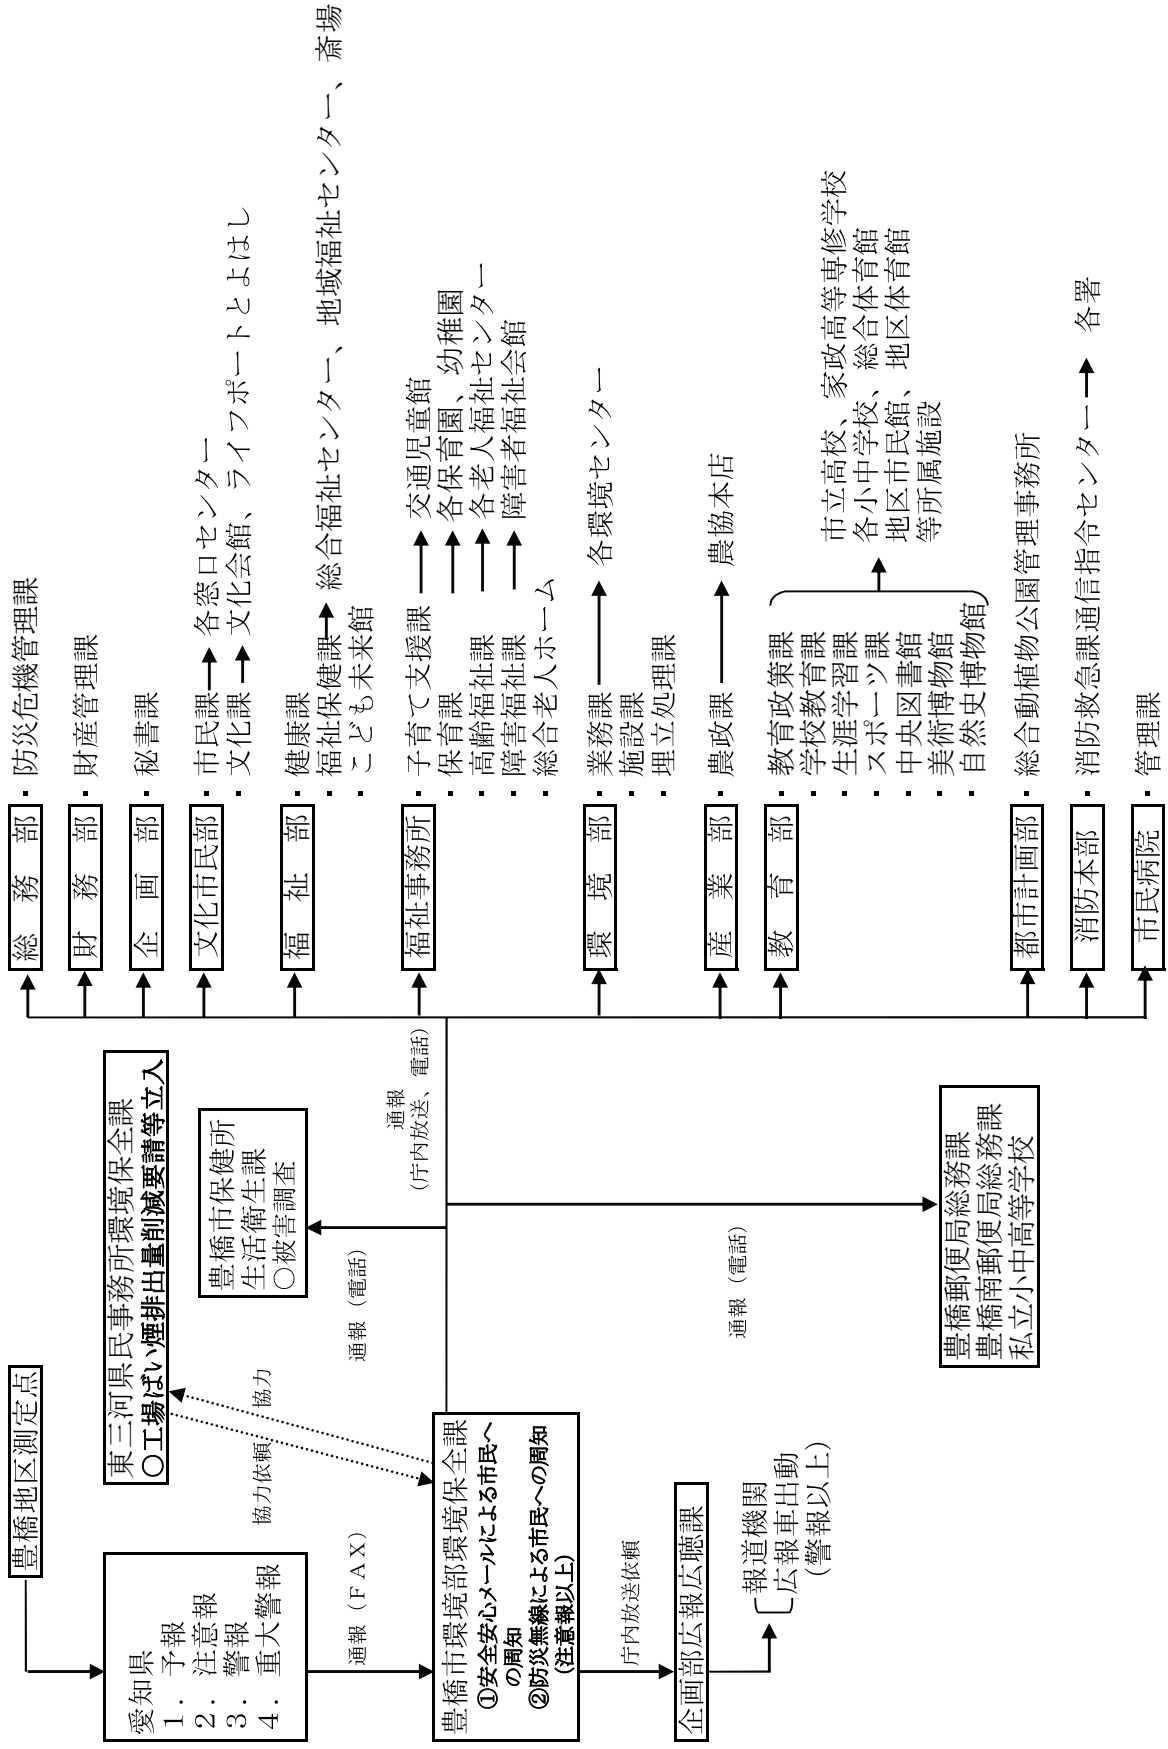 豊橋地区測定点
愛知県
１．予報
２．注意報
３．警報
４．重大警報
東三河県民事務所環境保全課
○工場ばい煙排出量削減要請等立入
協力依頼
協力
通報（ＦＡＸ）
豊橋市環境部環境保全課
①安全安心メールによる市民へ
の周知
②防災無線による市民への周知
(注意報以上)
豊橋市保健所
生活衛生課
○被害調査
通報（電話）
通報
（庁内放送、電話）
庁内放送依頼
企画部広報広聴課
報道機関
広報車出動
（警報以上）
通報（電話）
豊橋郵便局総務課
豊橋南郵便局総務課
私立小中高等学校
総　務　部
・防災危機管理課
財　務　部
・財産管理課
企　画　部
・秘書課
文化市民部
・市民課
各窓口センター
・文化課
文化会館、ライフポートとよはし
福　祉　部
・健康課
・福祉保健課
総合福祉センター、地域福祉センター、斎場
・こども未来館
福祉事務所
・子育て支援課
交通児童館
・保育課
各保育園、幼稚園
・高齢福祉課
各老人福祉センター
・障害福祉課
障害者福祉会館
・総合老人ホーム
環　境　部
・業務課
各環境センター
・施設課
・埋立処理課
産　業　部
・農政課
農協本店
教　育　部
・教育政策課
・学校教育課
・生涯学習課
・スポーツ課
・中央図書館
・美術博物館
・自然史博物館
市立高校、家政高等専修学校
各小中学校、総合体育館
地区市民館、地区体育館
等所属施設
都市計画部
・総合動植物公園管理事務所
消防本部
・消防救急課通信指令センター
各署
市民病院
・管理課